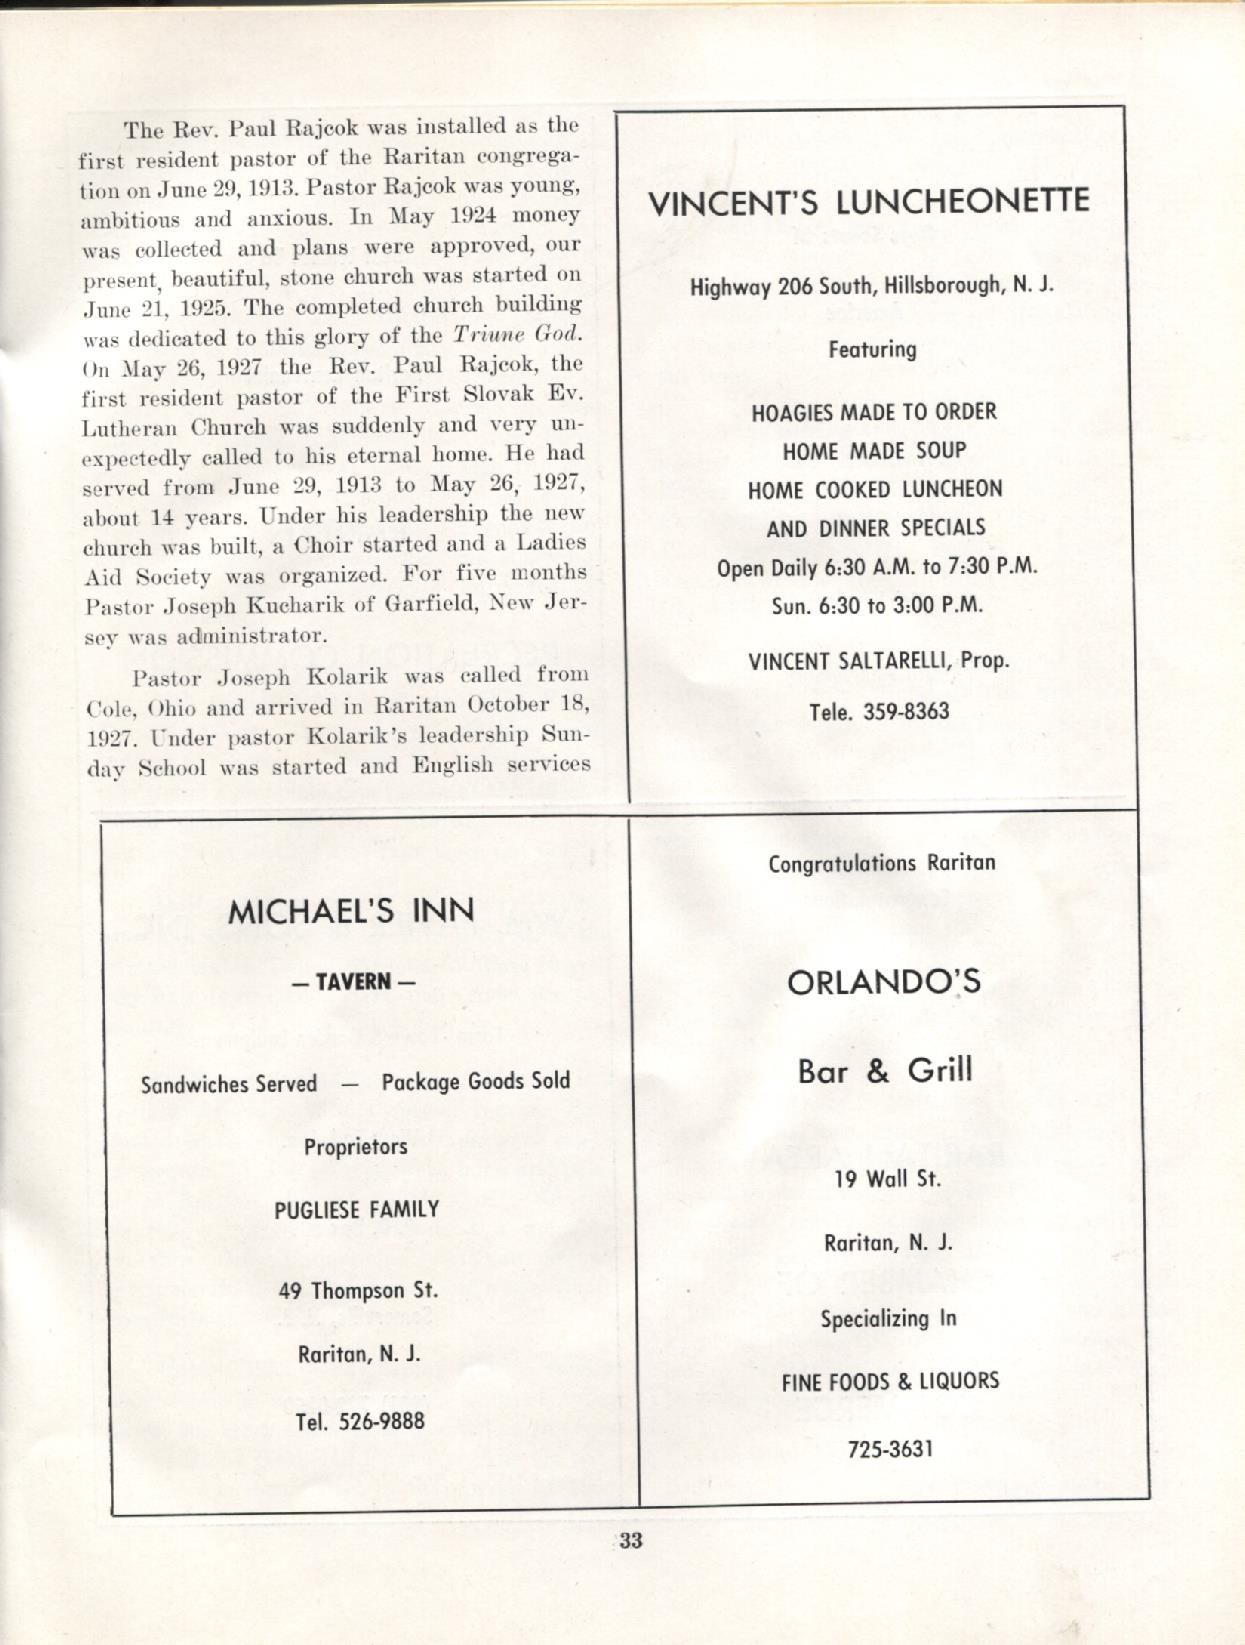 The Rev. Paul Rajcok was installed as the
first resident pastor of the Raritan congrega-
tion on June 29, 1913. Pastor Rajcok was young,
ambitious and anxious. In May 1924 money
was collected and plans were approved, our
present, beautiful, stone church was started on
June 21, 1925. The completed church building
was dedicated to this glory of the Triune God.
On May 26, 1927 the Rev. Paul Rajcok, the
first resident pastor of the First Slovak Ev.
Lutheran Church was suddenly and very un-
expectedly called to his eternal home. He had
served from June 29, 1913 to May 26, 1927,
about 14 years. Under his leadership the new
church was built, a Choir started and a Ladies
Aid Society was organized. For five months
Pastor Joseph Kucharik of Garfield, New Jer-
sey was administrator.
Pastor Joseph Kolarik was called from
Cole, Ohio and arrived in Raritan October 18,
1927. Under pastor Kolarik's leadership Sun-
day School was started and English services
VINCENT'S LUNCHEONETTE
Highway 206 South, Hillsborough, N. J.
Featuring
HOAGIES MADE TO ORDER
HOME MADE SOUP
HOME COOKED LUNCHEON
AND DINNER SPECIALS
Open Daily 6:30 A.M. to 7:30 P.M.
Sun. 6:30 to 3:00 P.M.
VINCENT SALTARELLI, Prop.
Tele. 359-8363
MICHAEL'S INN
— TAVERN —
Sandwiches Served — Package Goods Sold
Proprietors
PUGLIESE FAMILY
49 Thompson St.
Raritan, N. J.
Tel. 526-9888
Congratulations Raritan
ORLANDO'S
Bar & Grill
19 Wall St.
Raritan, N. J.
Specializing In
FINE FOODS & LIQUORS
725-3631
33